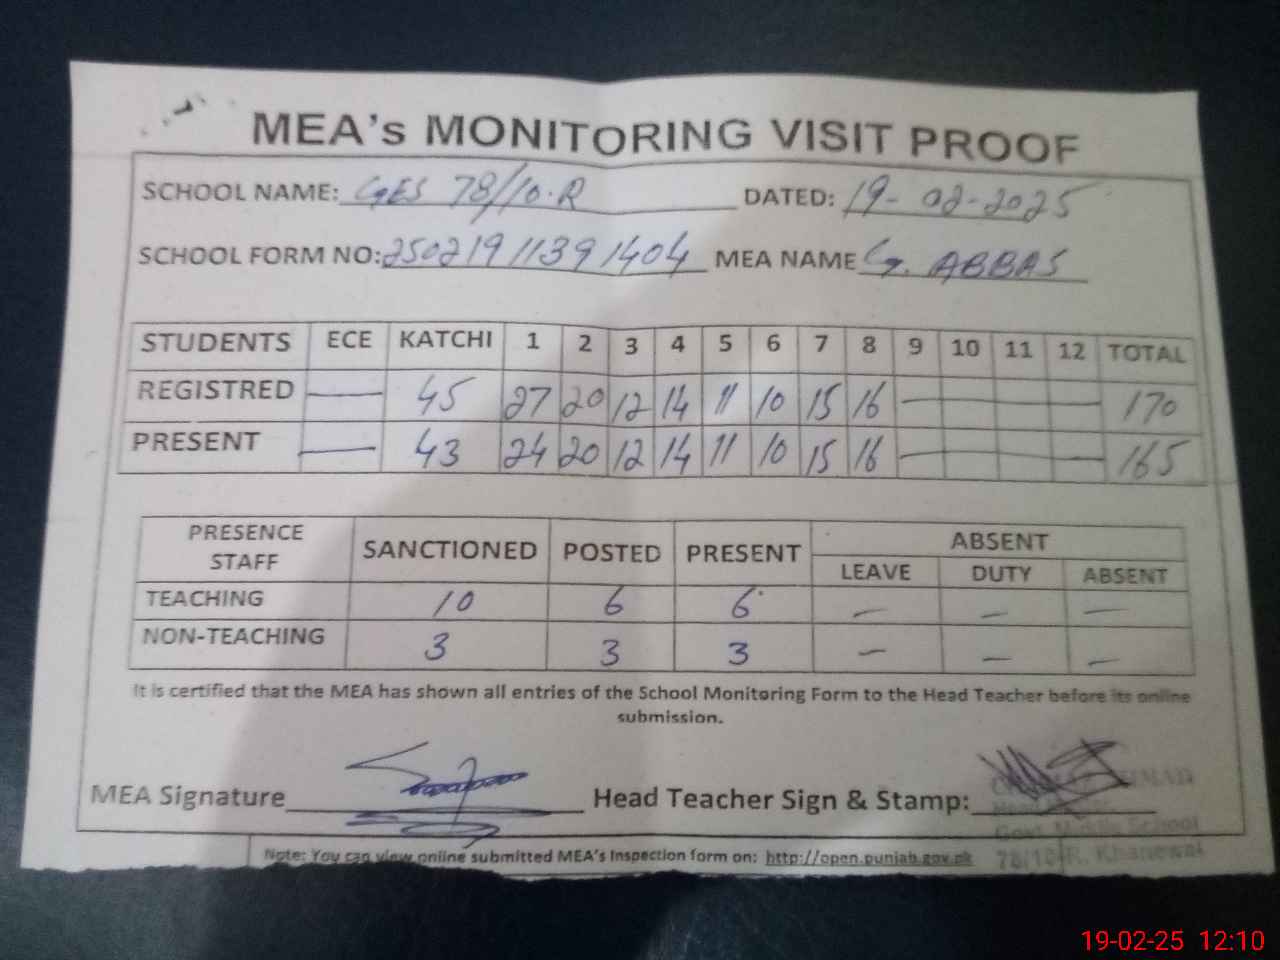 MEA's MONITORING VISIT PROOF
SCHOOL NAME: GES 78/10.R DATED: 19-02-2025
SCHOOL FORM NO: 25021911391404 MEA NAME G. ABBAS
STUDENTS ECE KATCHI 1 2 3 4 5 6 7 8 9 10 11 12 TOTAL
REGISTRED — 45 27 20 12 14 11 10 15 16 — 170
PRESENT — 43 24 20 12 14 11 10 15 16 — 165
PRESENCE STAFF SANCTIONED POSTED PRESENT ABSENT
LEAVE DUTY ABSENT
TEACHING 10 6 6 — — —
NON-TEACHING 3 3 3 — — —
It is certified that the MEA has shown all entries of the School Monitoring Form to the Head Teacher before its online
submission.
MEA Signature Head Teacher Sign & Stamp:
Govt. Middle School
Note: You can view online submitted MEA's Inspection form on: http://open.punjab.gov.pk 78/10-R, Khanewal
19-02-25 12:10